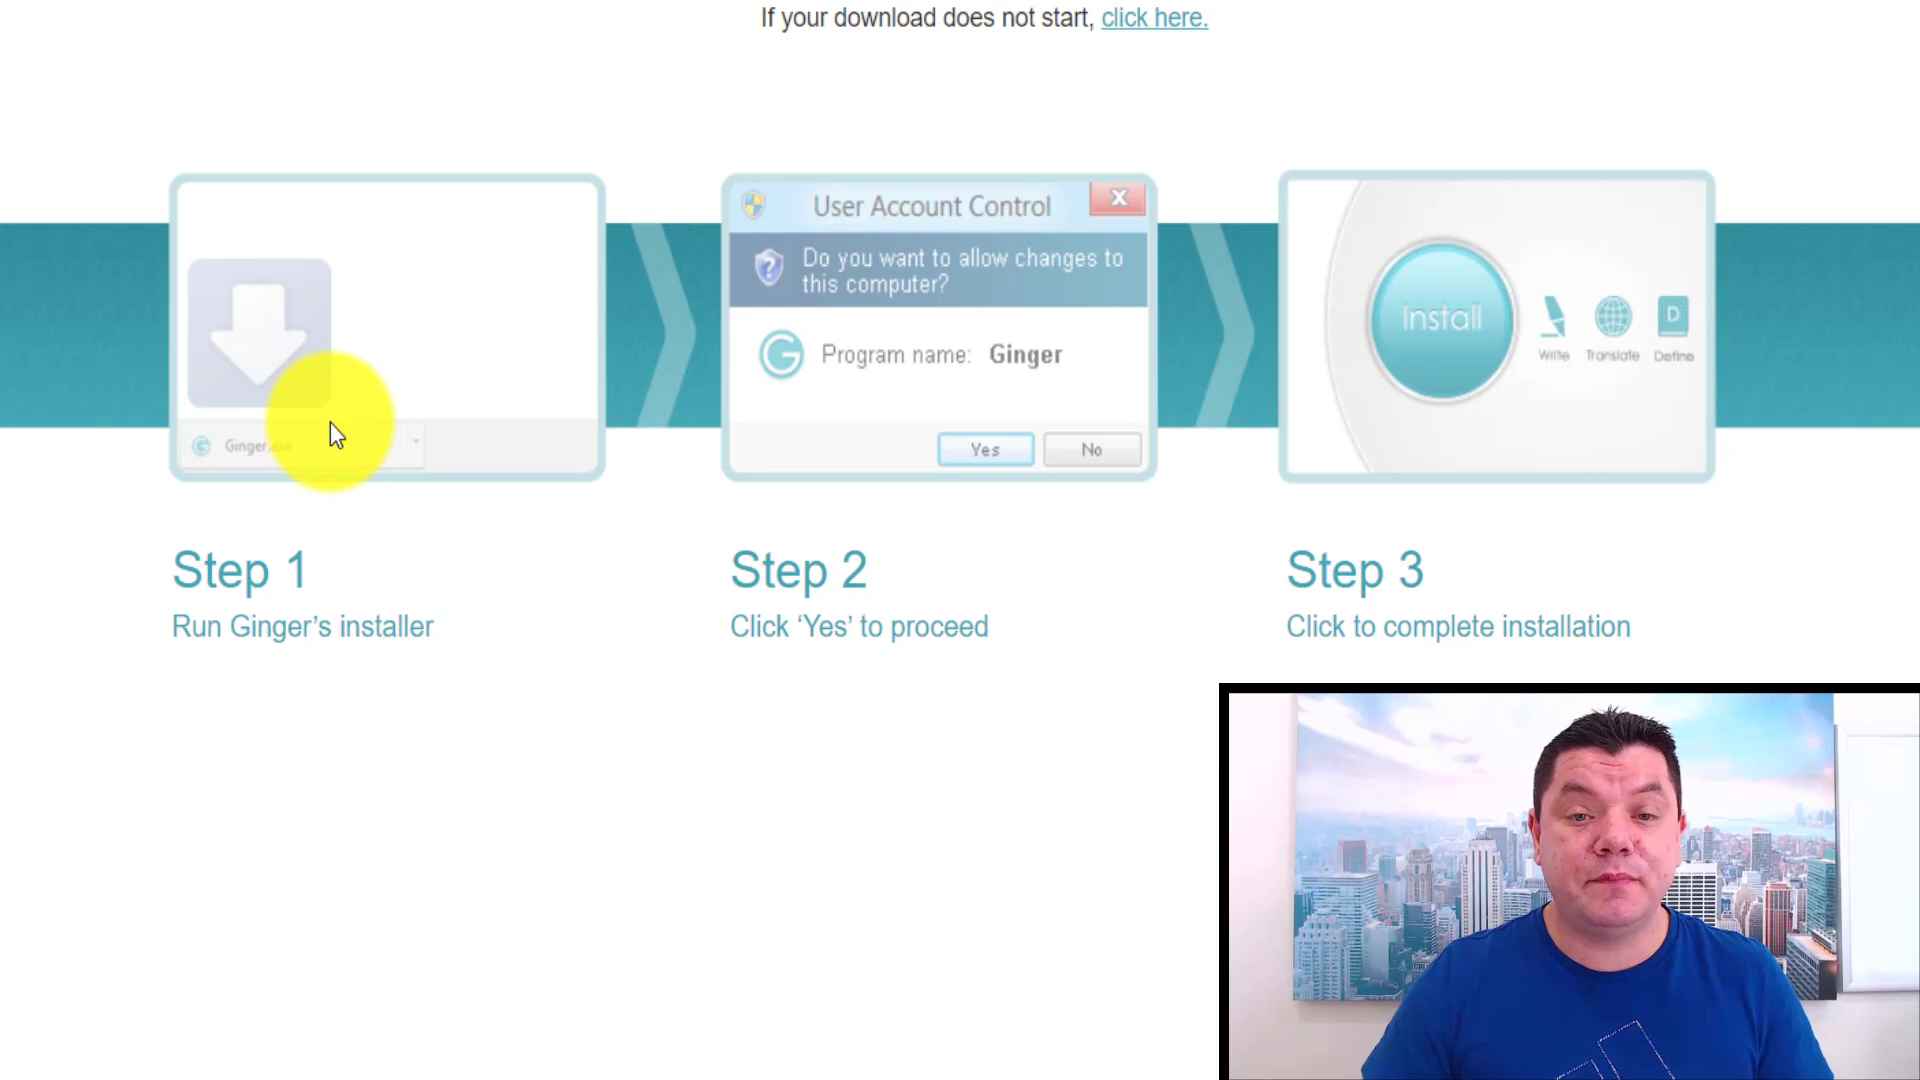 If your download does not start, click here.
User Account Control
X
Do you want to allow changes to
this computer?
Program name: Ginger
Yes No
Install
Write Translate Define
D
Step 1
Run Ginger’s installer
Step 2
Click ‘Yes’ to proceed
Step 3
Click to complete installation